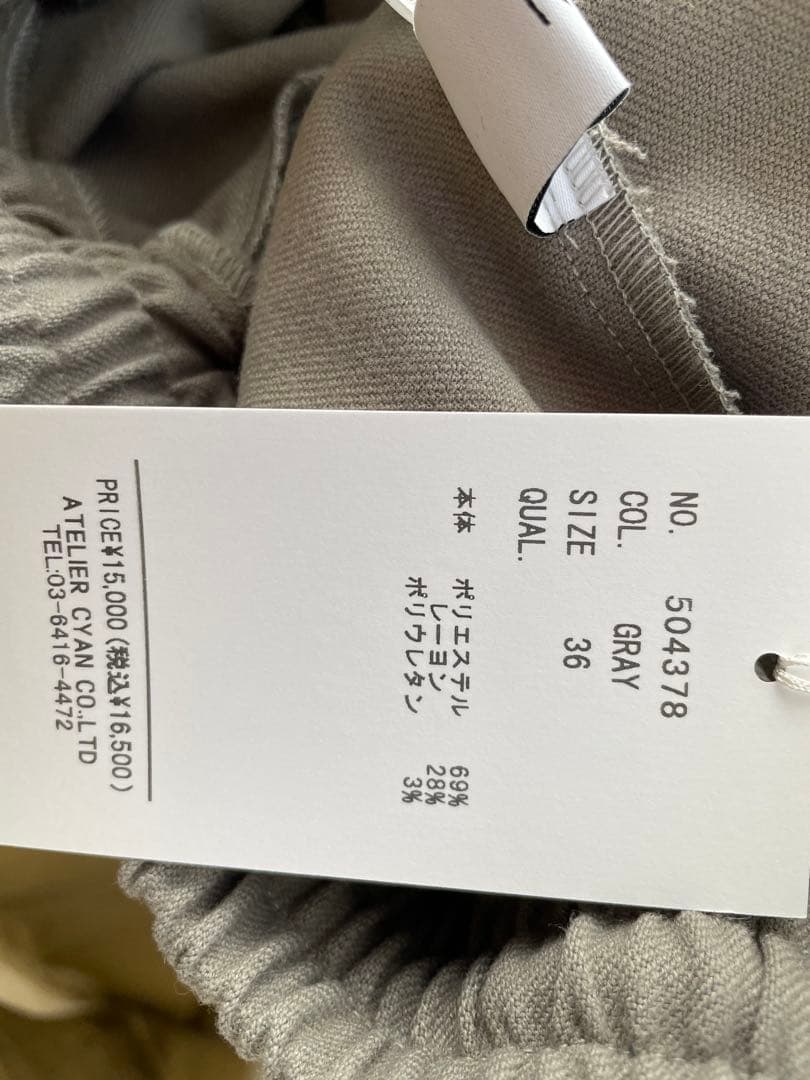 NO. 504378
COL. GRAY
SIZE 36
QUAL.
本体 ポリエステル 69%
レーヨン 28%
ポリウレタン 3%
PRICE¥15,000(税込¥16,500)
ATELIER CYAN CO.,LTD
TEL:03-6416-4472